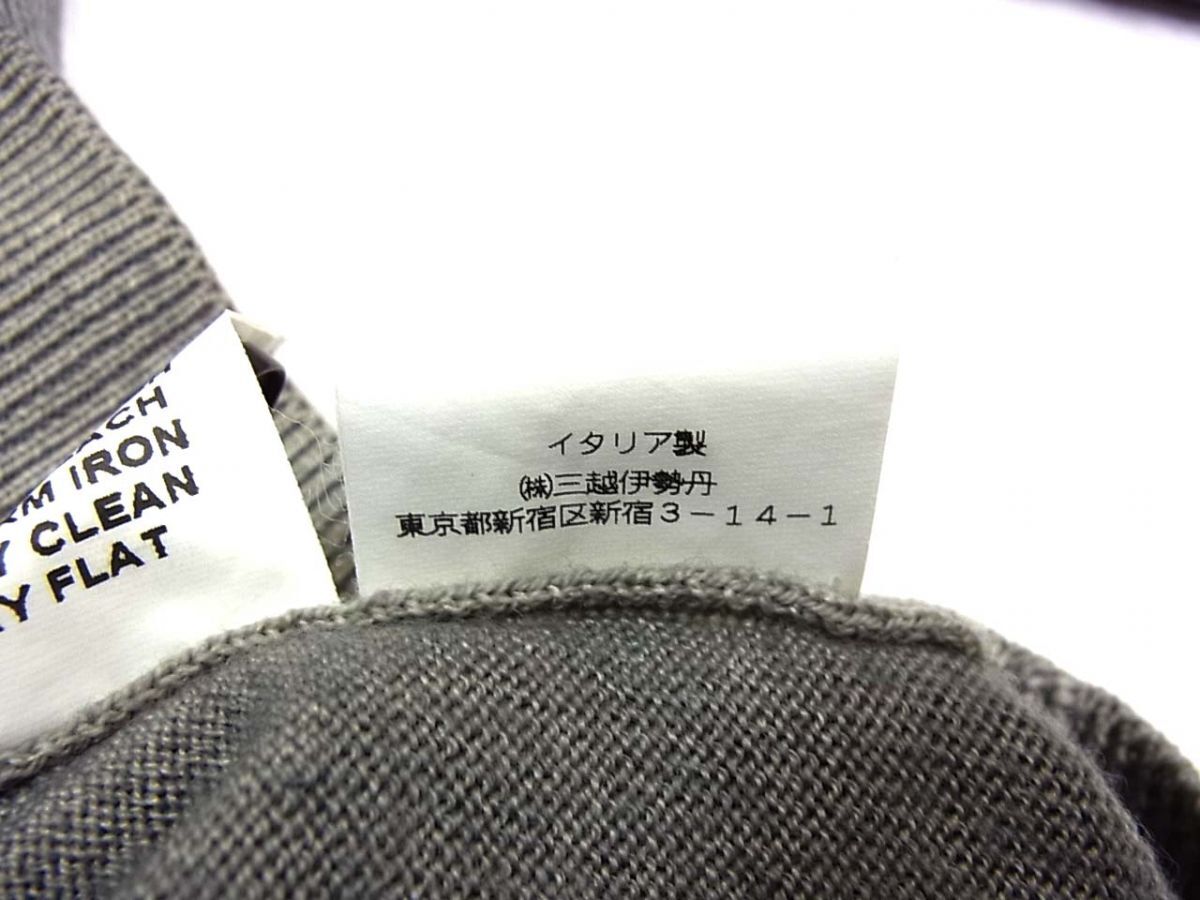 ACH
M IRON
Y CLEAN
Y FLAT
イタリア製
㈱三越伊勢丹
東京都新宿区新宿3-14-1